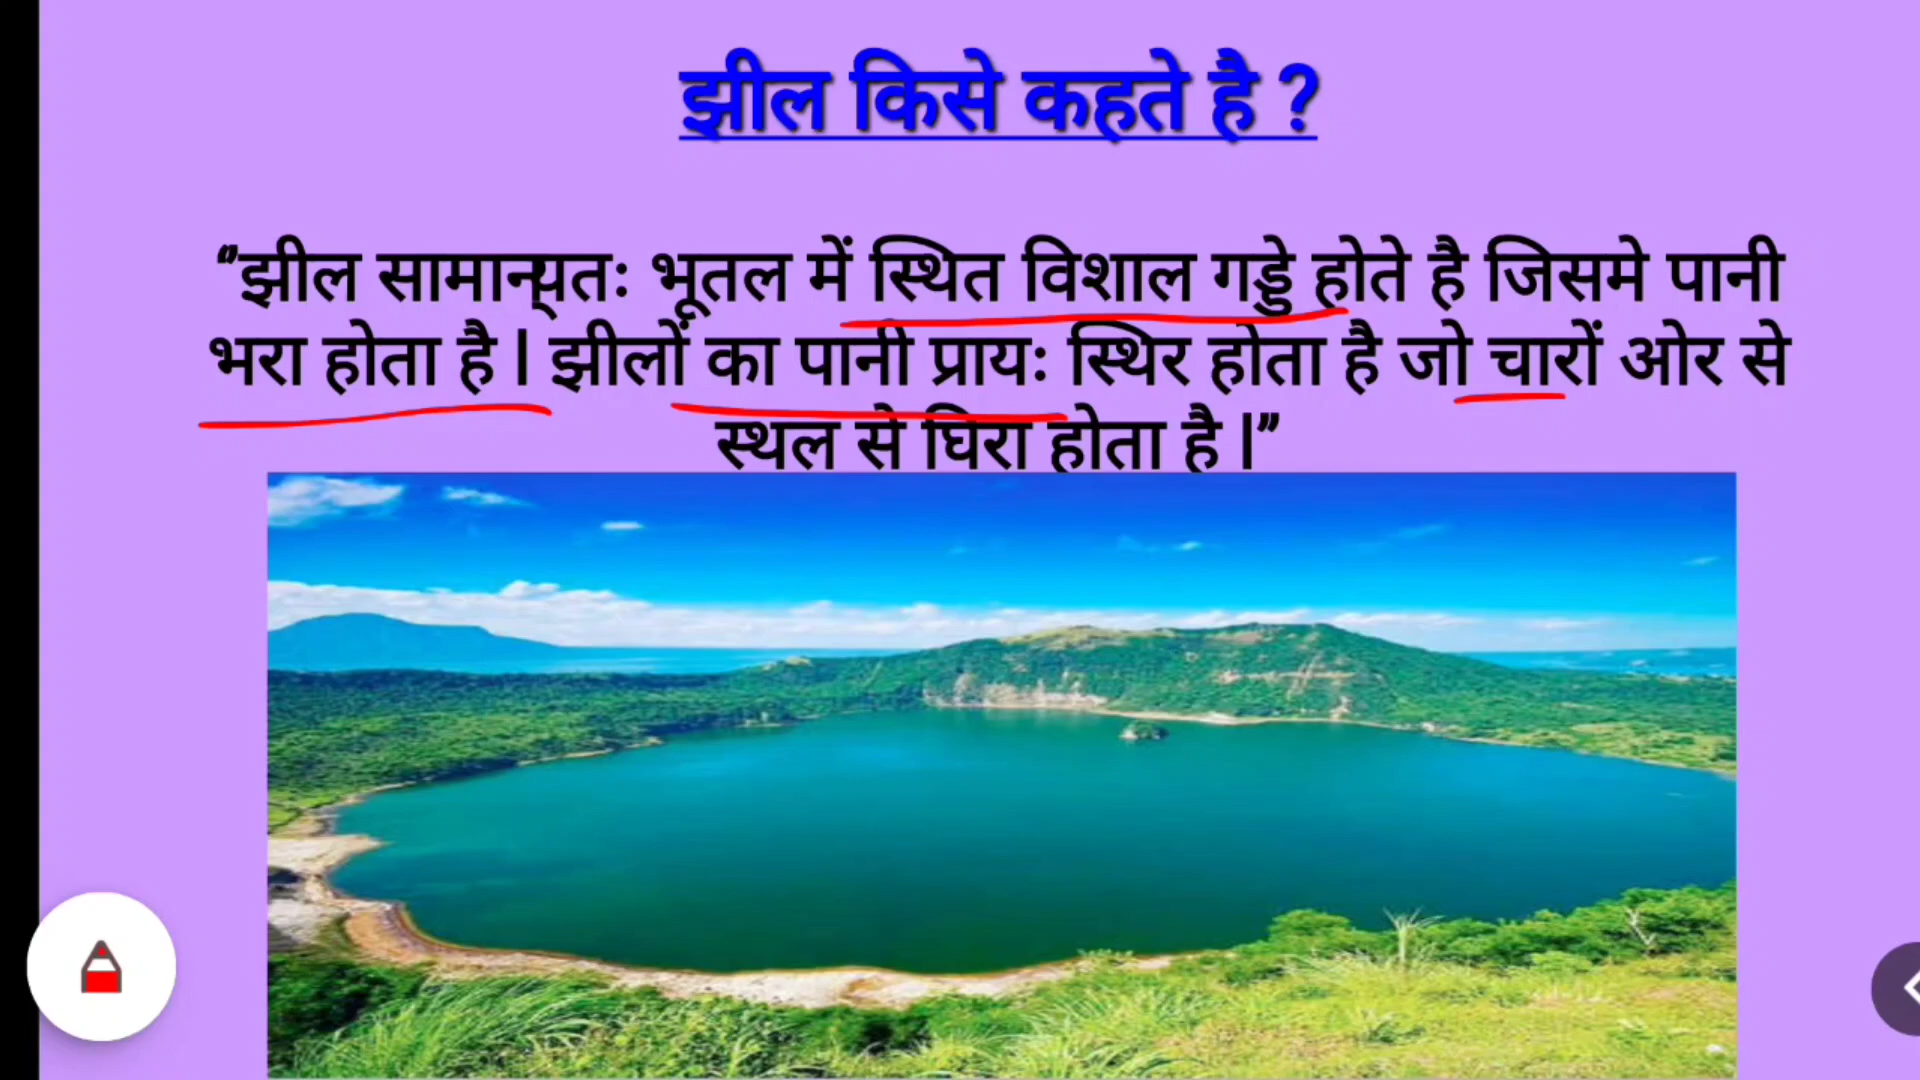 झील किसे कहते है ?
"झील सामान्यतः भूतल में स्थित विशाल गड्डे होते है जिसमे पानी
भरा होता है । झीलों का पानी प्रायः स्थिर होता है जो चारों ओर से
स्थल से घिरा होता है ।”